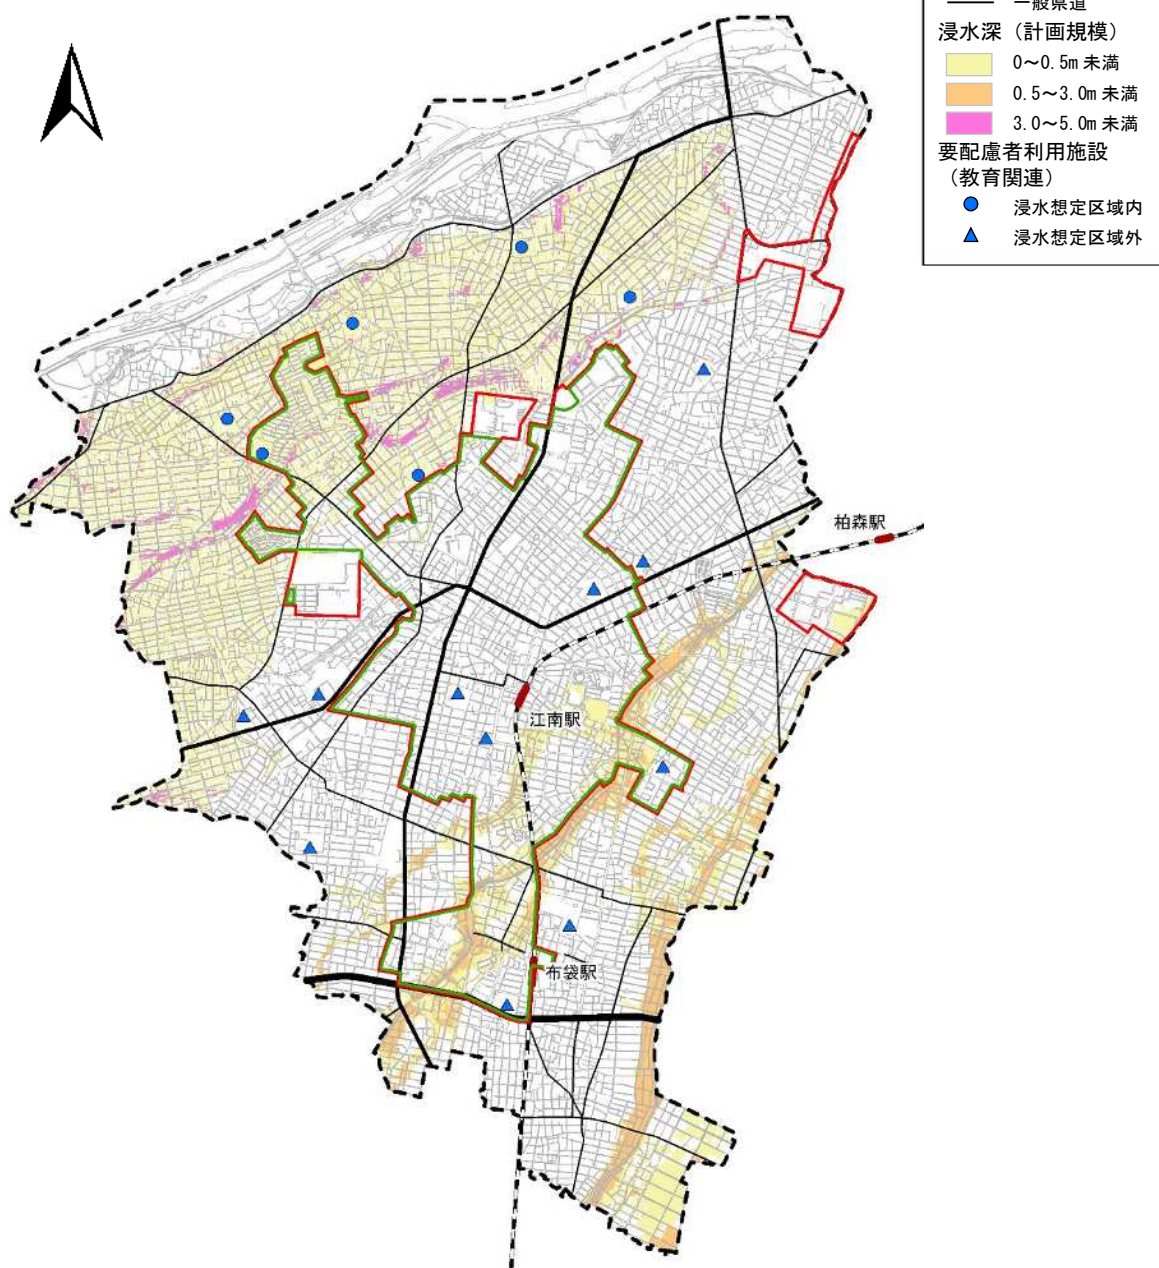 一般県道
浸水深（計画規模）
0～0.5m 未満
0.5～3.0m 未満
3.0～5.0m 未満
要配慮者利用施設
（教育関連）
浸水想定区域内
浸水想定区域外
柏森駅
江南駅
布袋駅